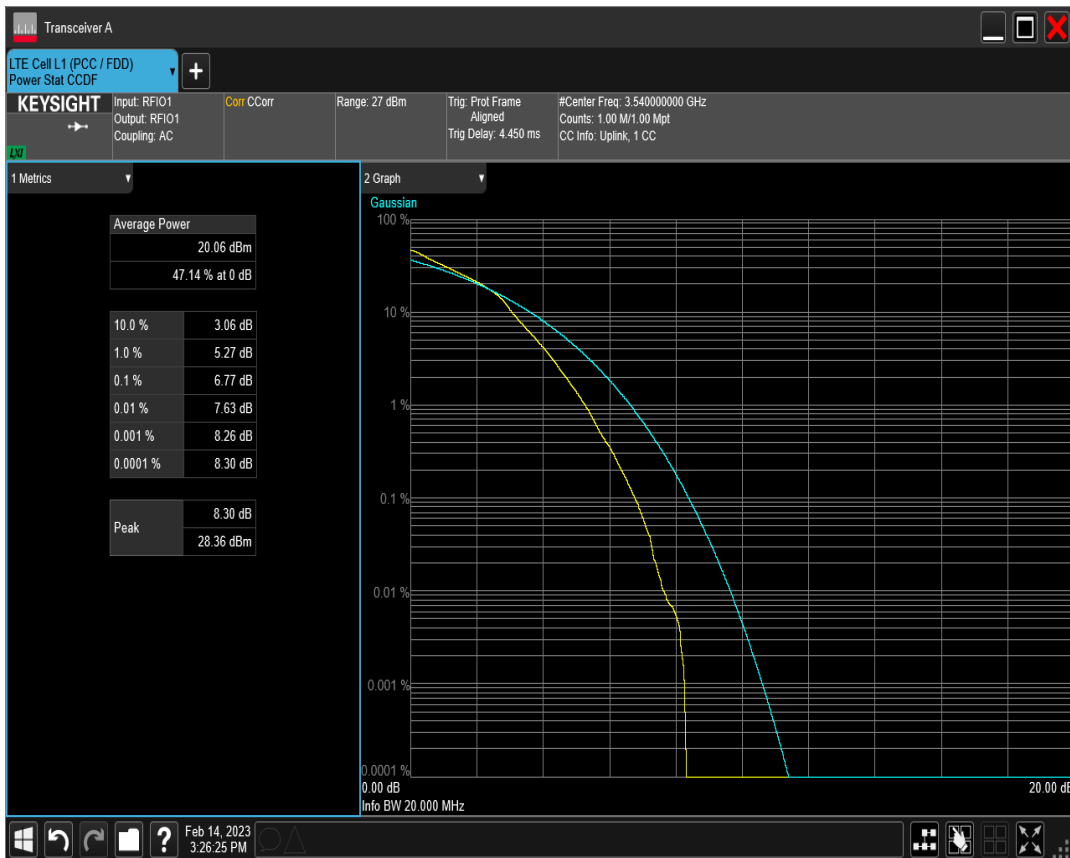 Transceiver A
LTE Cell L1 (PCC / FDD)
Power Stat CCDF
+
KEYSIGHT
LXI
Input: RFIO1
Output: RFIO1
Coupling: AC
Corr CCorr
Range: 27 dBm
Trig: Prot Frame
Aligned
Trig Delay: 4.450 ms
#Center Freq: 3.540000000 GHz
Counts: 1.00 M/1.00 Mpt
CC Info: Uplink, 1 CC
1 Metrics
Average Power
20.06 dBm
47.14 % at 0 dB
10.0 % 3.06 dB
1.0 % 5.27 dB
0.1 % 6.77 dB
0.01 % 7.63 dB
0.001 % 8.26 dB
0.0001 % 8.30 dB
Peak
8.30 dB
28.36 dBm
2 Graph
Gaussian
100 %
10 %
1 %
0.1 %
0.01 %
0.001 %
0.0001 %
0.00 dB
20.00 dB
Info BW 20.000 MHz
?
Feb 14, 2023
3:26:25 PM